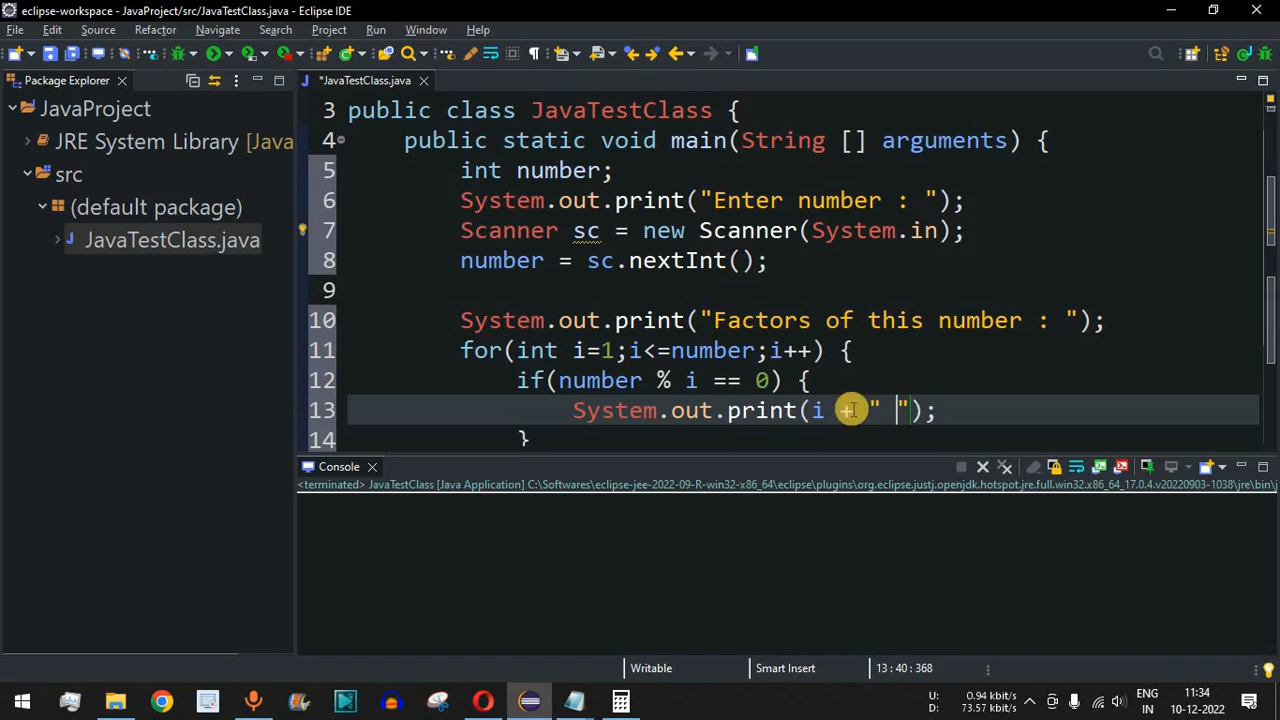 eclipse-workspace - JavaProject/src/JavaTestClass.java - Eclipse IDE
File Edit Source Refactor Navigate Search Project Run Window Help
Package Explorer
*JavaTestClass.java
JavaProject
JRE System Library [Java
src
(default package)
JavaTestClass.java
3 public class JavaTestClass {
4 public static void main(String [] arguments) {
5 int number;
6 System.out.print("Enter number : ");
7 Scanner sc = new Scanner(System.in);
8 number = sc.nextInt();
9
10 System.out.print("Factors of this number : ");
11 for(int i=1;i<=number;i++) {
12 if(number % i == 0) {
13 System.out.print(i + " ");
14 }
Console
<terminated> JavaTestClass [Java Application] C:\Softwares\eclipse-jee-2022-09-R-win32-x86_64\eclipse\plugins\org.eclipse.justj.openjdk.hotspot.jre.full.win32.x86_64_17.0.4.v20220903-1038\jre\bin\j
Writable Smart Insert 13 : 40 : 368
U: 0.94 kbit/s
D: 73.57 kbit/s
ENG
IN
11:34
10-12-2022